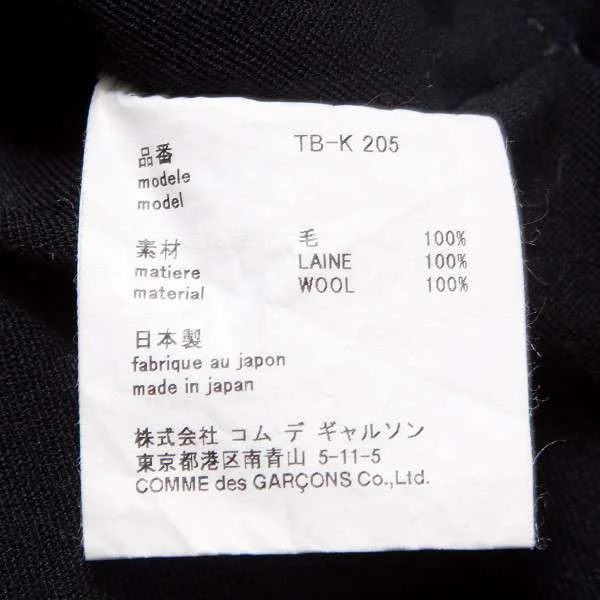 品番 TB-K 205
modele
model
素材 毛 100%
matiere LAINE 100%
material WOOL 100%
日本製
fabrique au japon
made in japan
株式会社 コム デ ギャルソン
東京都港区南青山 5-11-5
COMME des GARÇONS Co.,Ltd.